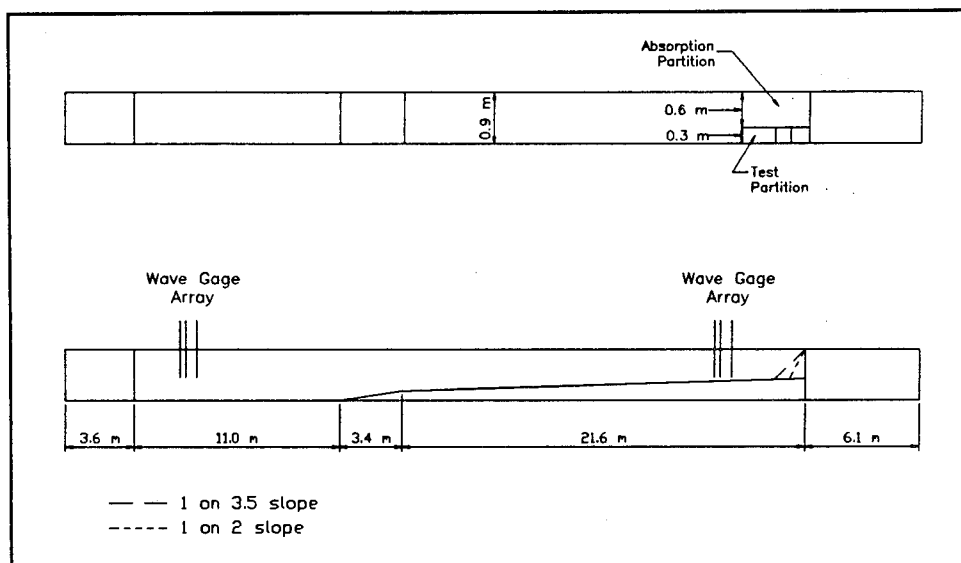 Absorption
Partition
0.9 m
0.6 m
0.3 m
Test
Partition
Wave Gage
Array
Wave Gage
Array
3.6 m
11.0 m
3.4 m
21.6 m
6.1 m
1 on 3.5 slope
1 on 2 slope